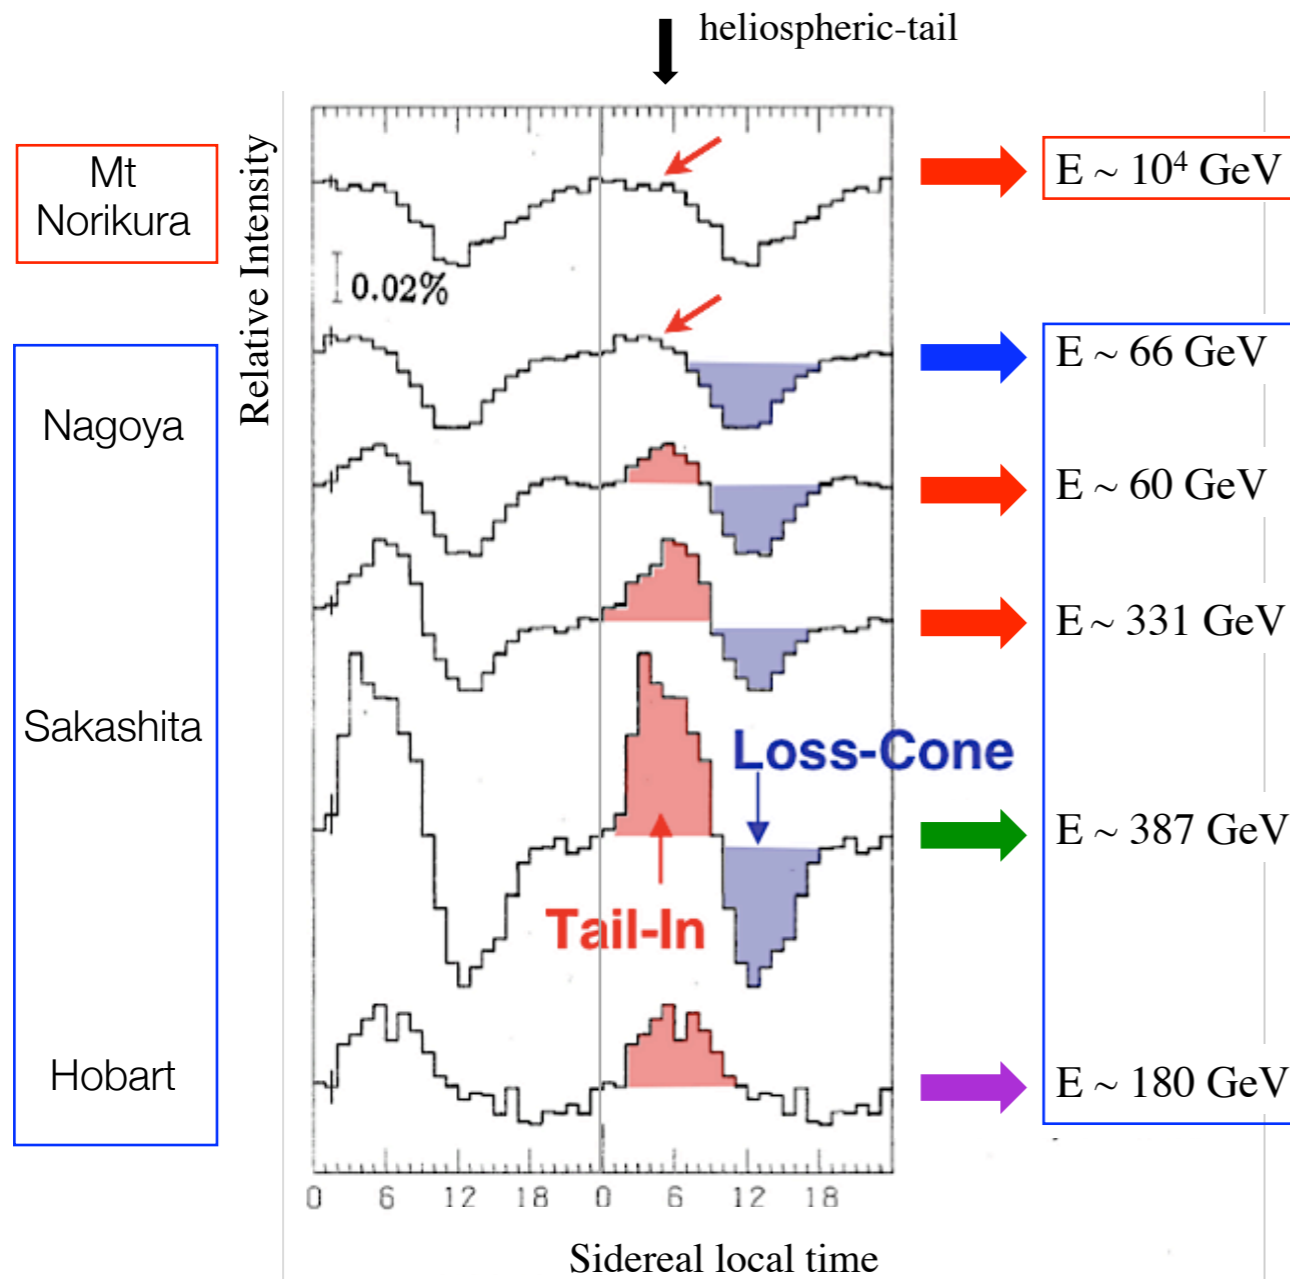 heliospheric-tail
Mt
Norikura
Relative Intensity
E ~ 10⁴ GeV
0.02%
E ~ 66 GeV
Nagoya
E ~ 60 GeV
E ~ 331 GeV
Sakashita
Loss-Cone
E ~ 387 GeV
Tail-In
Hobart
E ~ 180 GeV
0 6 12 18 0 6 12 18
Sidereal local time